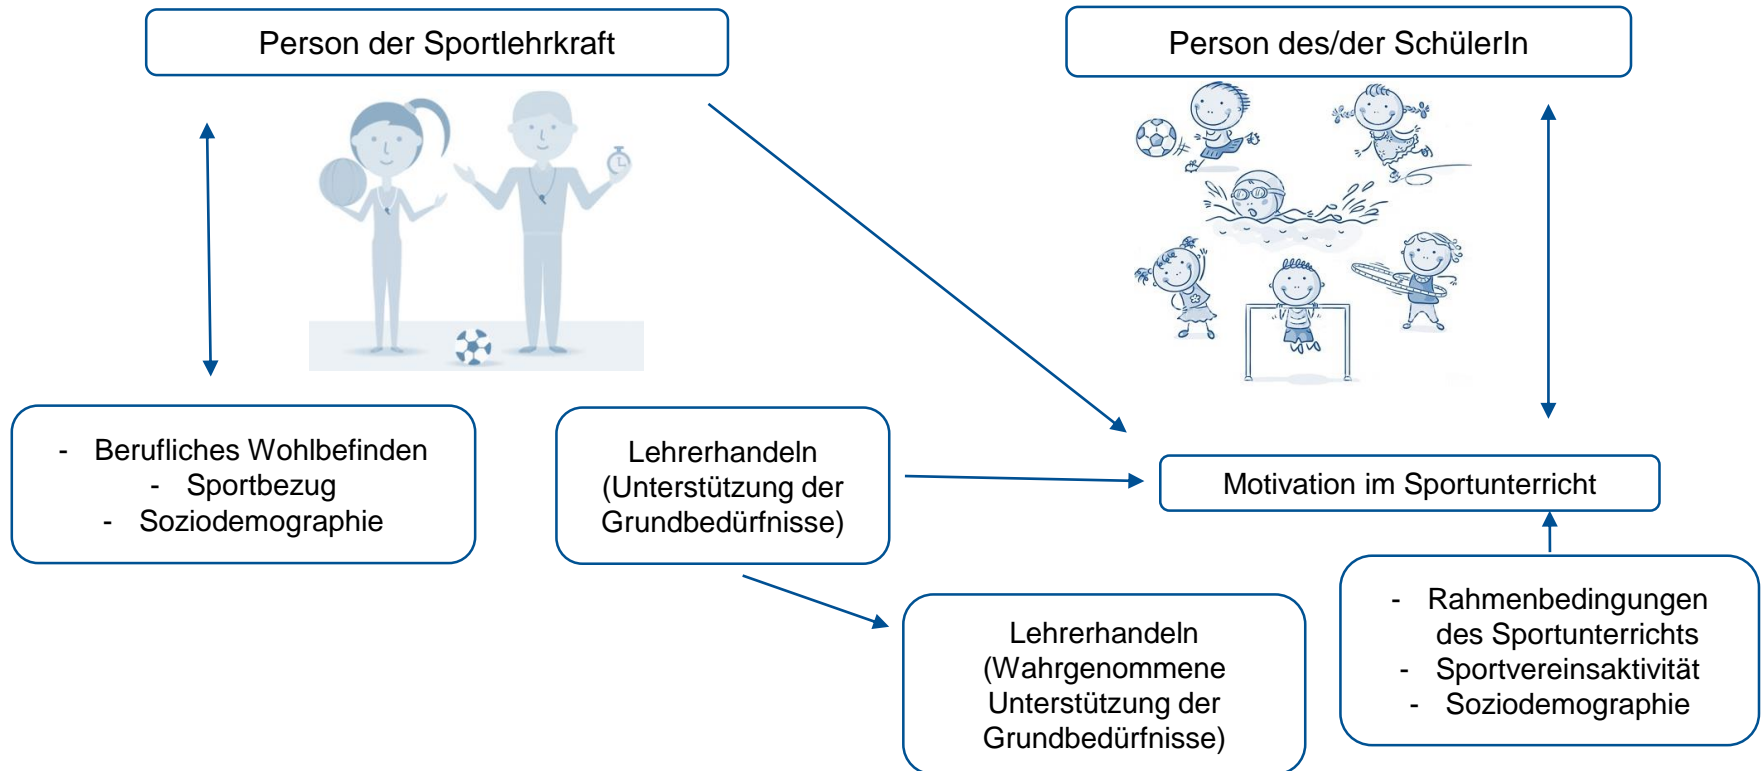 Person der Sportlehrkraft
Person des/der SchülerIn
- Berufliches Wohlbefinden
- Sportbezug
- Soziodemographie
Lehrerhandeln
(Unterstützung der
Grundbedürfnisse)
Motivation im Sportunterricht
Lehrerhandeln
(Wahrgenommene
Unterstützung der
Grundbedürfnisse)
- Rahmenbedingungen
des Sportunterrichts
- Sportvereinsaktivität
- Soziodemographie